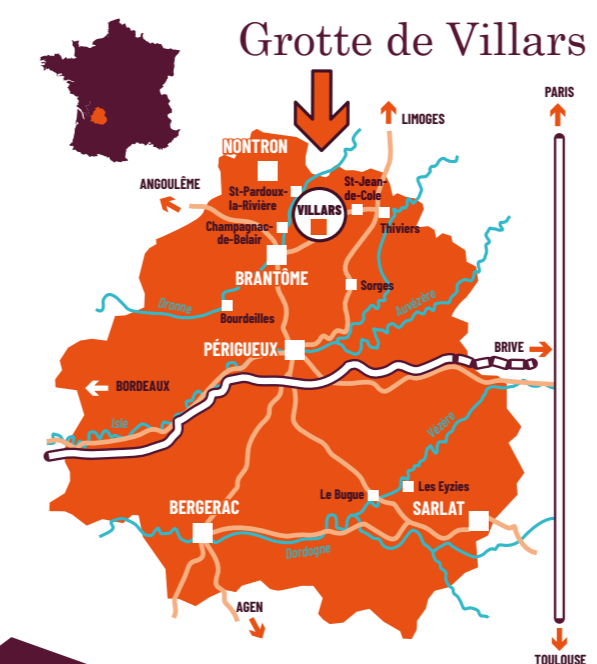 Grotte de Villars
PARIS
LIMOGES
NONTRON
ANGOULÊME
St-Pardoux-
la-Rivière
St-Jean-
de-Cole
VILLARS
Champagnac-
de-Belair
Thiviers
BRANTÔME
Sorges
Dronne
Auvézère
Bourdeilles
PÉRIGUEUX
BRIVE
BORDEAUX
Isle
Vézère
Le Bugue
Les Eyzies
BERGERAC
SARLAT
Dordogne
AGEN
TOULOUSE